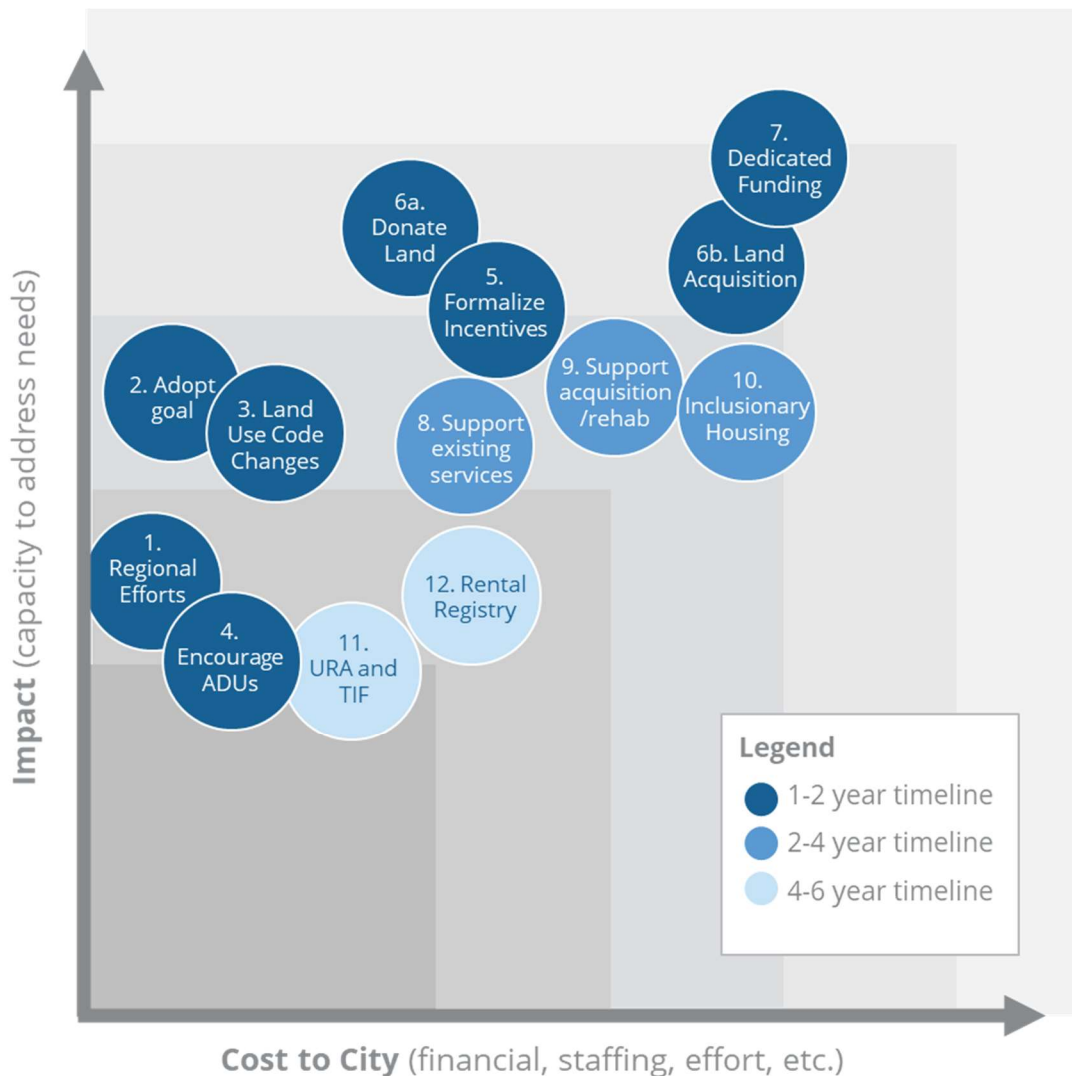 7.
Dedicated
Funding
6a.
Donate
Land
6b. Land
Acquisition
5.
Formalize
Incentives
2. Adopt
goal
3. Land
Use Code
Changes
8. Support
existing
services
9. Support
acquisition
/rehab
10.
Inclusionary
Housing
1.
Regional
Efforts
4.
Encourage
ADUs
11.
URA and
TIF
12. Rental
Registry
Impact (capacity to address needs)
Legend
1-2 year timeline
2-4 year timeline
4-6 year timeline
Cost to City (financial, staffing, effort, etc.)